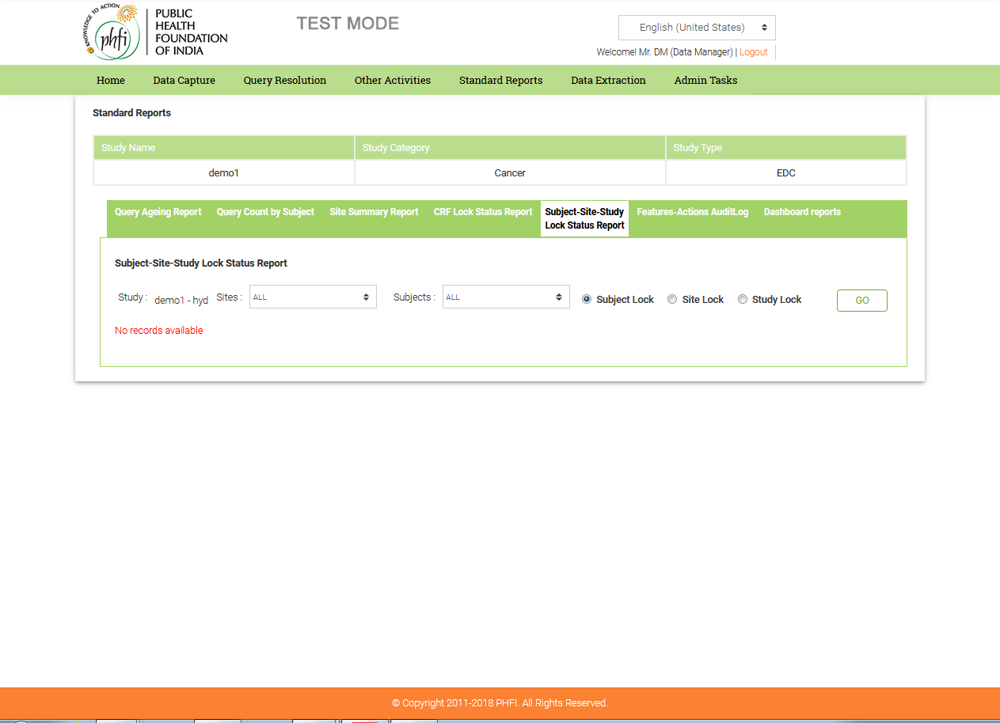 KNOWLEDGE TO ACTION
phfi
PUBLIC
HEALTH
FOUNDATION
OF INDIA
TEST MODE
English (United States)
Welcome! Mr. DM (Data Manager) | Logout
Home Data Capture Query Resolution Other Activities Standard Reports Data Extraction Admin Tasks
Standard Reports
Study Name Study Category Study Type
demo1 Cancer EDC
Query Ageing Report Query Count by Subject Site Summary Report CRF Lock Status Report Subject-Site-Study Features-Actions AuditLog Dashboard reports
Lock Status Report
Subject-Site-Study Lock Status Report
Study : demo1 - hyd Sites : ALL Subjects : ALL Subject Lock Site Lock Study Lock GO
No records available
© Copyright 2011-2018 PHFI. All Rights Reserved.